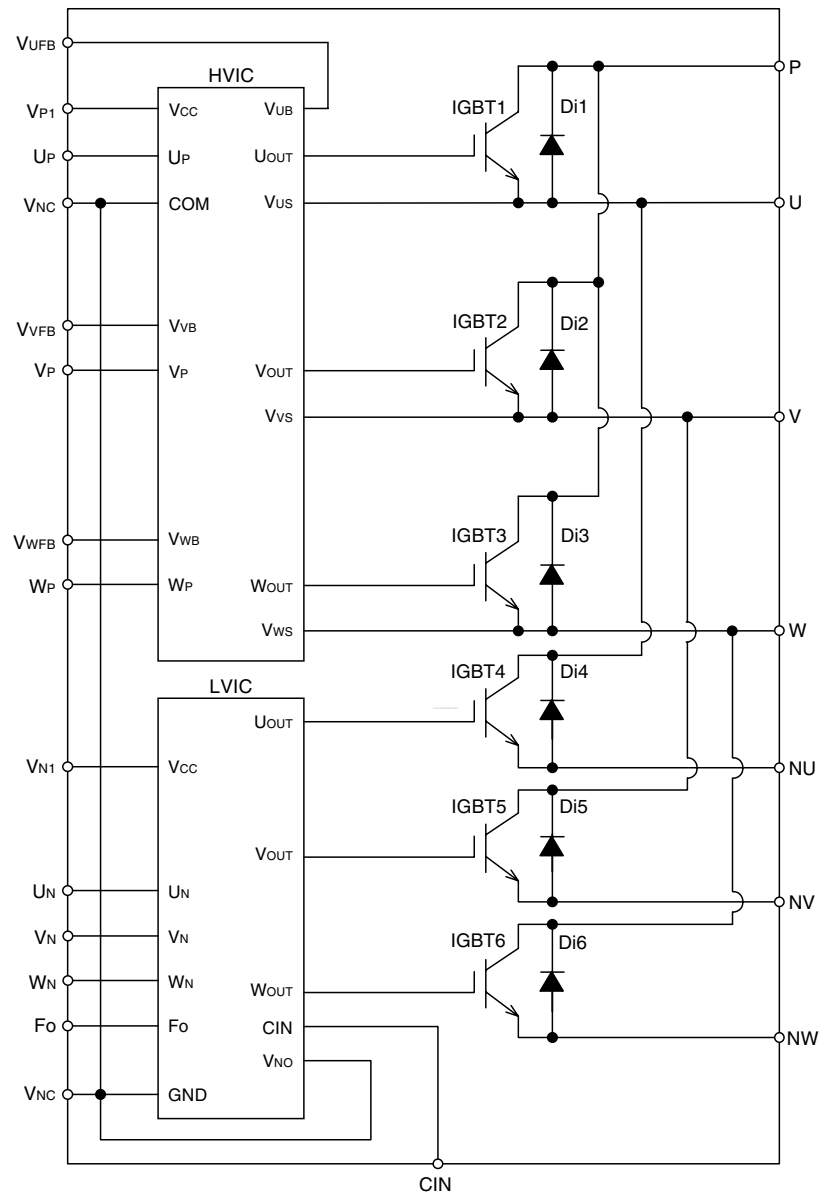 VUFB
HVIC
P
IGBT1
Di1
VP1
VCC
VUB
UP
UP
UOUT
VNC
COM
VUS
U
IGBT2
Di2
VVFB
VVB
VP
VP
VOUT
VVS
V
IGBT3
Di3
VWFB
VWB
WP
WP
WOUT
VWS
W
IGBT4
Di4
LVIC
UOUT
VN1
VCC
NU
IGBT5
Di5
VOUT
UN
UN
NV
VN
VN
IGBT6
Di6
WN
WN
WOUT
FO
FO
CIN
NW
VNO
VNC
GND
CIN